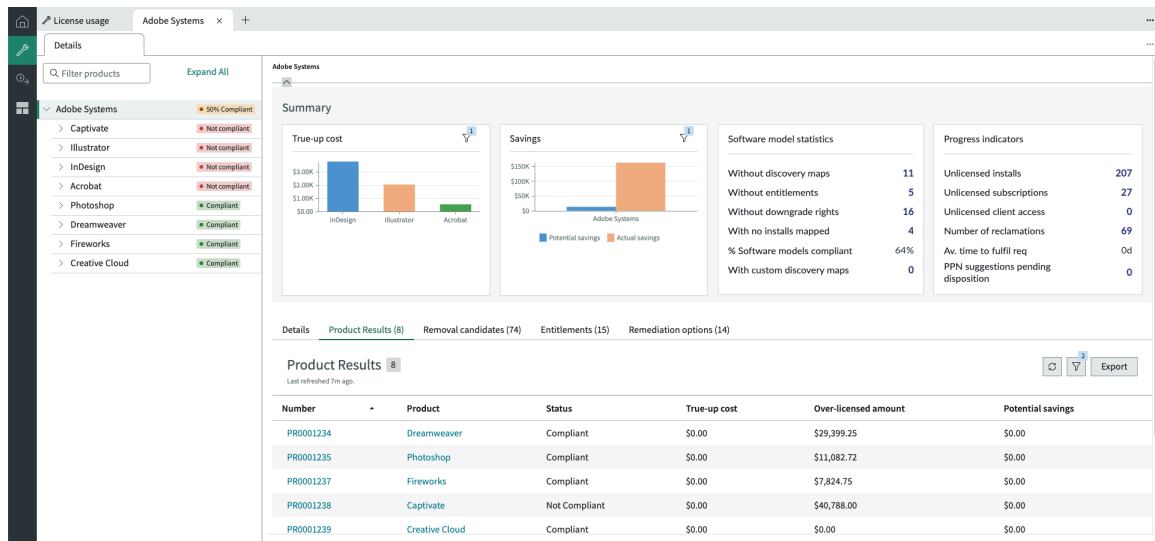 License usage
Adobe Systems × +
Details
Filter products
Expand All
Adobe Systems
50% Compliant
Captivate
Not compliant
Illustrator
Not compliant
InDesign
Not compliant
Acrobat
Not compliant
Photoshop
Compliant
Dreamweaver
Compliant
Fireworks
Compliant
Creative Cloud
Compliant
Adobe Systems
Summary
True-up cost
1
$3.00K
$2.00K
$1.00K
$0.00
InDesign Illustrator Acrobat
Savings
1
$150K
$100K
$50K
$0
Adobe Systems
Potential savings Actual savings
Software model statistics
Without discovery maps 11
Without entitlements 5
Without downgrade rights 16
With no installs mapped 4
% Software models compliant 64%
With custom discovery maps 0
Progress indicators
Unlicensed installs 207
Unlicensed subscriptions 27
Unlicensed client access 0
Number of reclamations 69
Av. time to fulfil req 0d
PPN suggestions pending
disposition 0
Details Product Results (8) Removal candidates (74) Entitlements (15) Remediation options (14)
Product Results 8
Last refreshed 7m ago.
2
Export
Number Product Status True-up cost Over-licensed amount Potential savings
PR0001234 Dreamweaver Compliant $0.00 $29,399.25 $0.00
PR0001235 Photoshop Compliant $0.00 $11,082.72 $0.00
PR0001237 Fireworks Compliant $0.00 $7,824.75 $0.00
PR0001238 Captivate Not Compliant $0.00 $40,788.00 $0.00
PR0001239 Creative Cloud Compliant $0.00 $0.00 $0.00